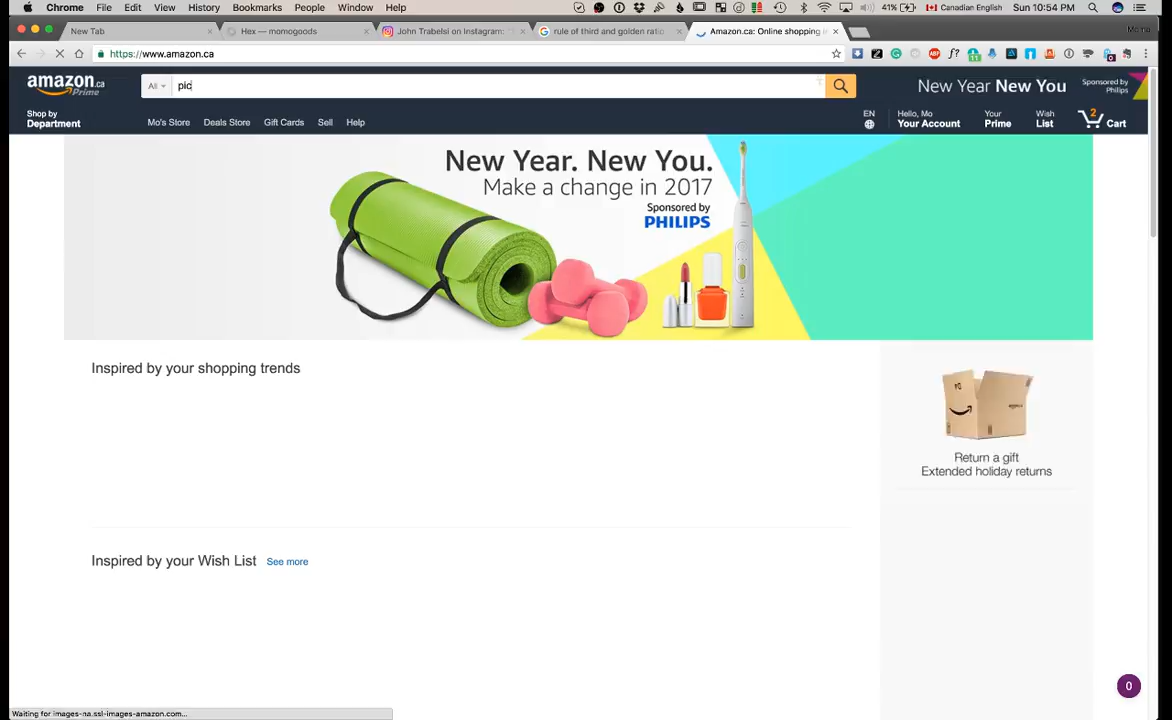 Chrome File Edit View History Bookmarks People Window Help 41% Canadian English Sun 10:54 PM
New Tab Hex — momogoods John Trabelsi on Instagram: " rule of third and golden ratio Amazon.ca: Online shopping i Momo
https://www.amazon.ca
amazon.ca Prime All pic New Year New You Sponsored by Philips
Shop by Department Mo's Store Deals Store Gift Cards Sell Help EN Hello, Mo Your Account Your Prime Wish List 2 Cart
New Year. New You.
Make a change in 2017
Sponsored by
PHILIPS
Inspired by your shopping trends
Return a gift
Extended holiday returns
Inspired by your Wish List See more
0
Waiting for images-na.ssl-images-amazon.com...